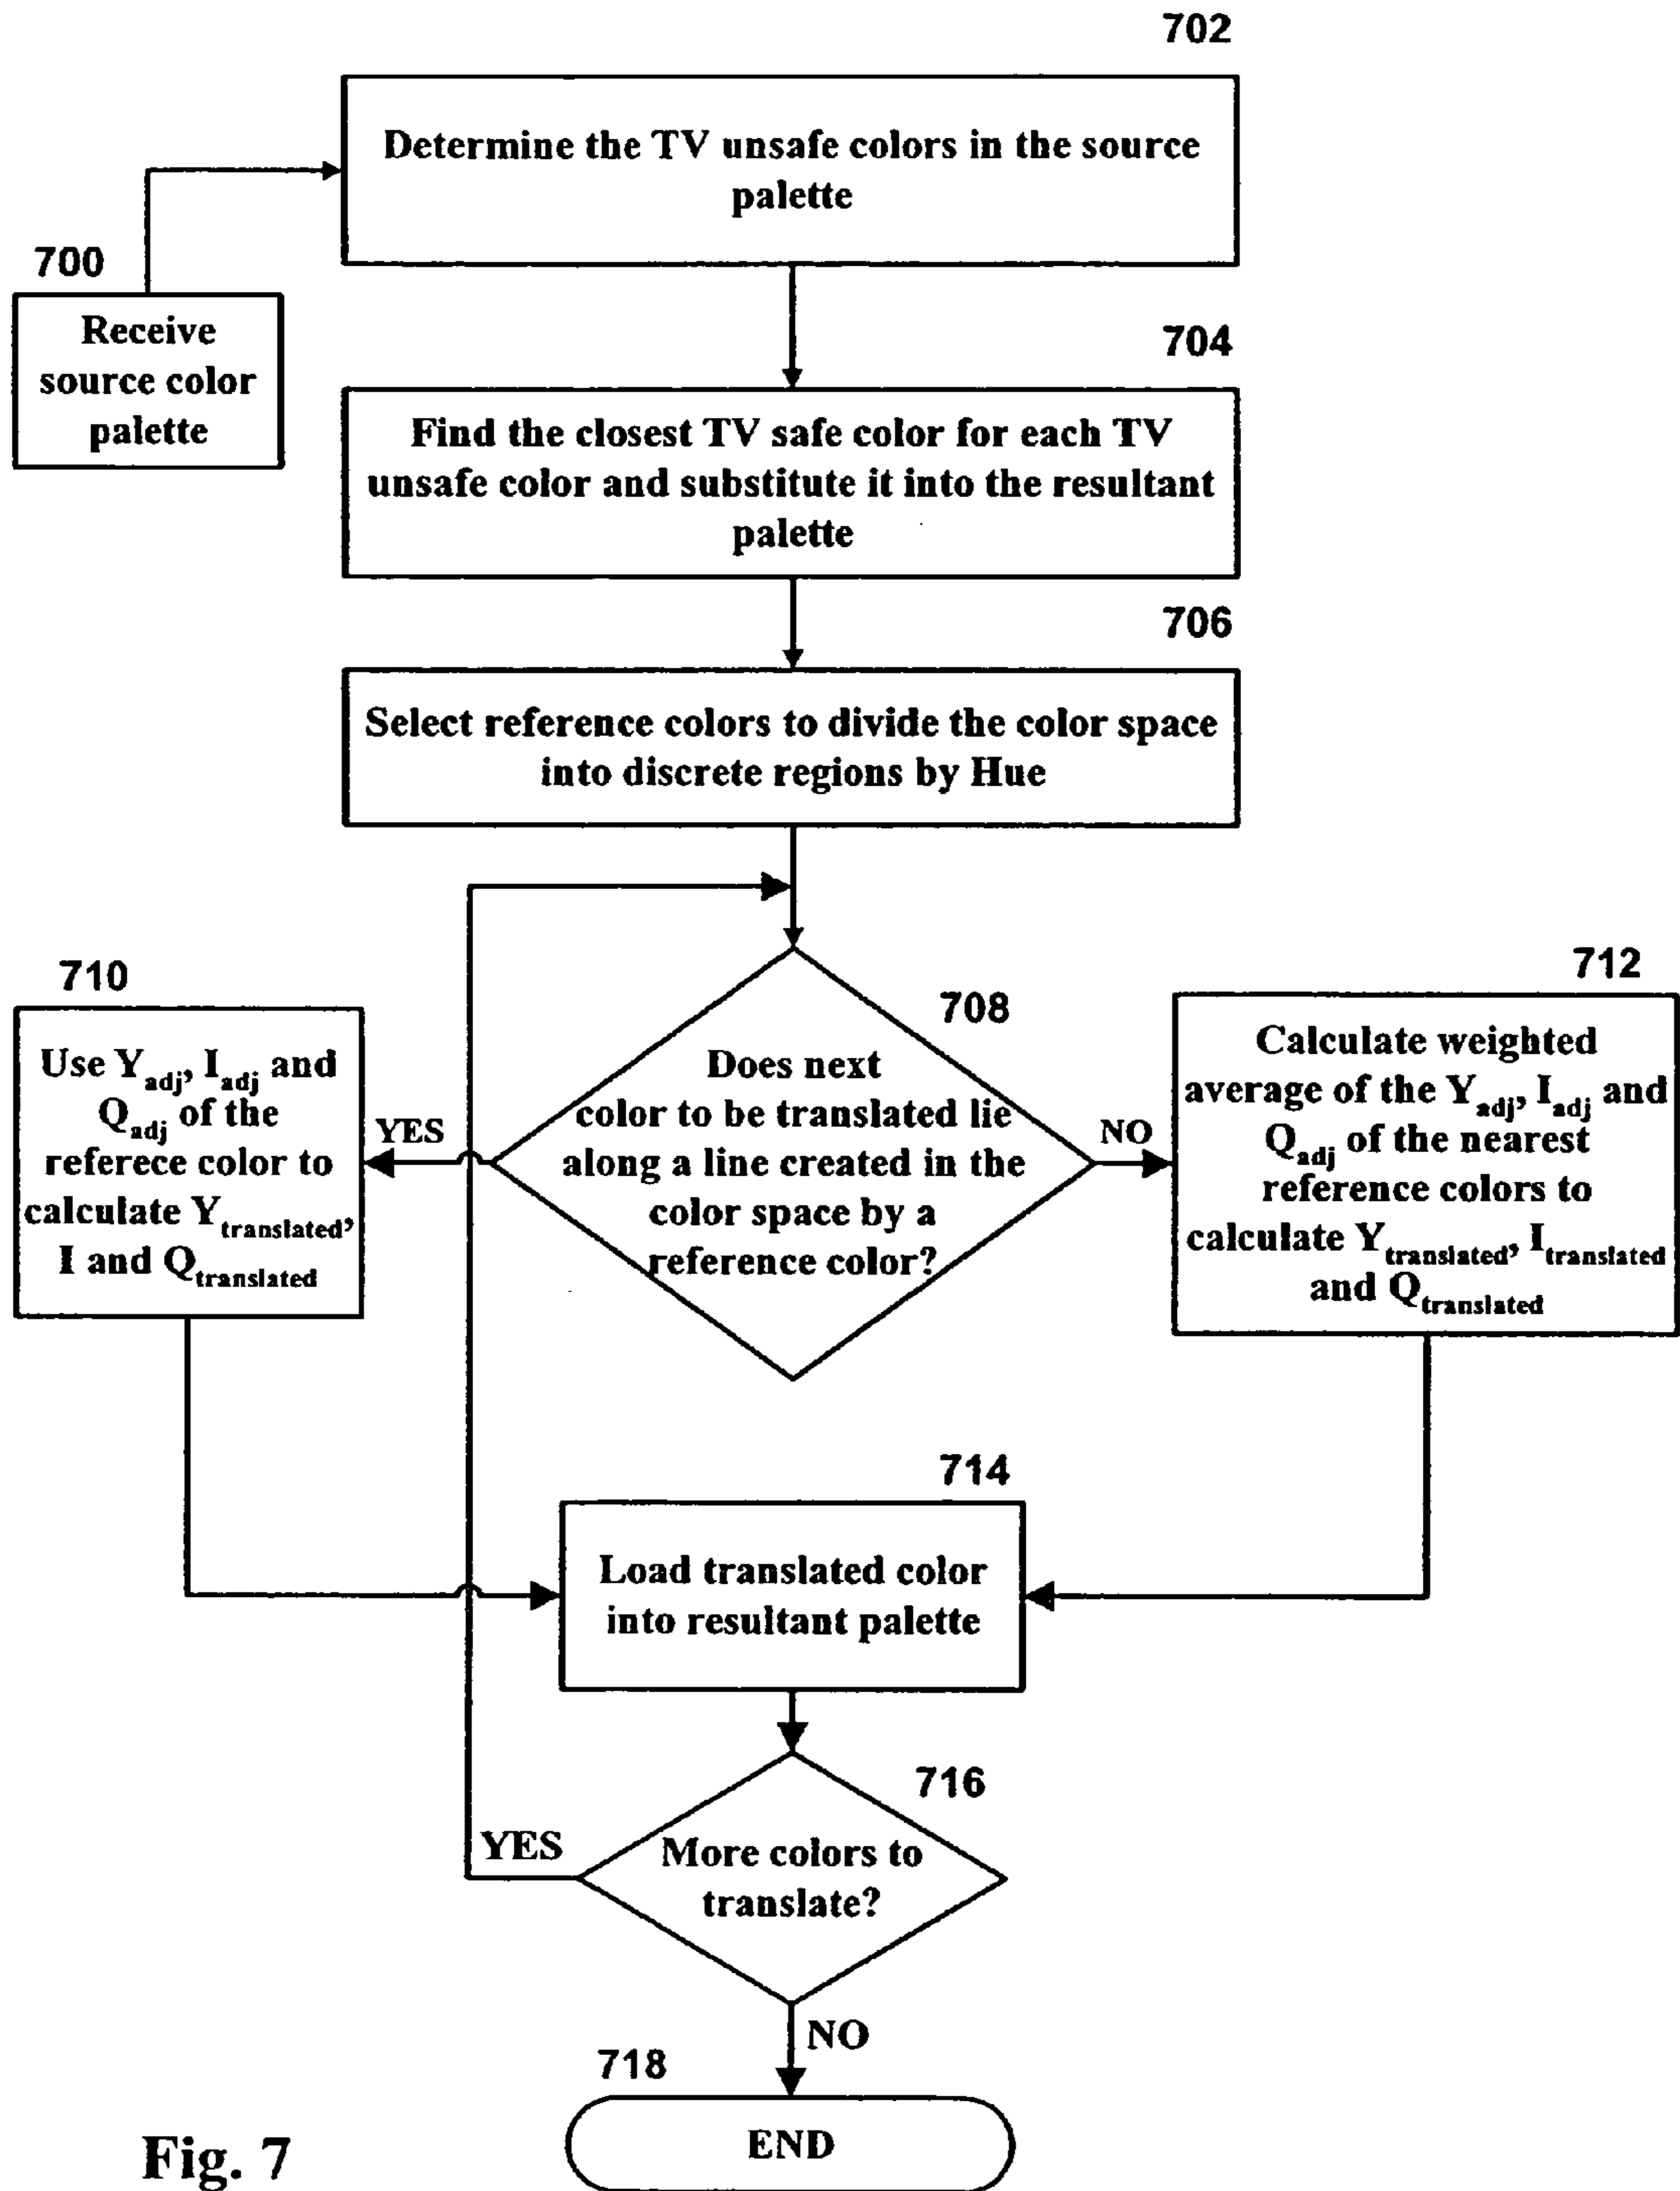 702
Determine the TV unsafe colors in the source
palette
700
Receive
source color
palette
704
Find the closest TV safe color for each TV
unsafe color and substitute it into the resultant
palette
706
Select reference colors to divide the color space
into discrete regions by Hue
708
Does next
color to be translated lie
along a line created in the
color space by a
reference color?
YES
NO
710
Use Yadj, Iadj and
Qadj of the
referece color to
calculate Ytranslated,
I and Qtranslated
712
Calculate weighted
average of the Yadj, Iadj and
Qadj of the nearest
reference colors to
calculate Ytranslated, Itranslated
and Qtranslated
714
Load translated color
into resultant palette
716
More colors to
translate?
YES
NO
718
END
Fig. 7